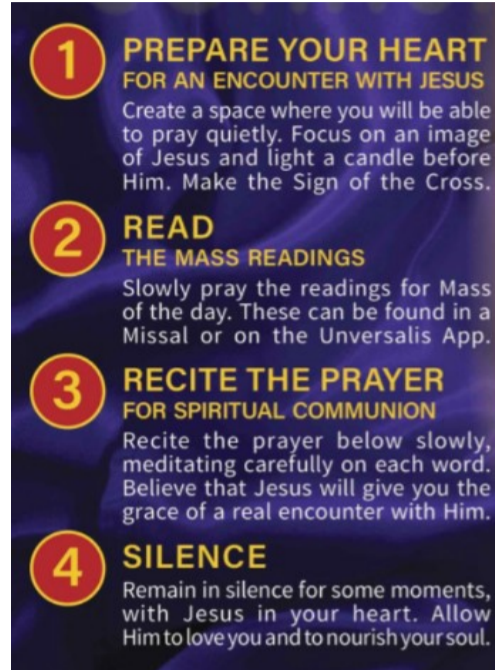 1
PREPARE YOUR HEART
FOR AN ENCOUNTER WITH JESUS
Create a space where you will be able
to pray quietly. Focus on an image
of Jesus and light a candle before
Him. Make the Sign of the Cross.
2
READ
THE MASS READINGS
Slowly pray the readings for Mass
of the day. These can be found in a
Missal or on the Unversalis App.
3
RECITE THE PRAYER
FOR SPIRITUAL COMMUNION
Recite the prayer below slowly,
meditating carefully on each word.
Believe that Jesus will give you the
grace of a real encounter with Him.
4
SILENCE
Remain in silence for some moments,
with Jesus in your heart. Allow
Him to love you and to nourish your soul.